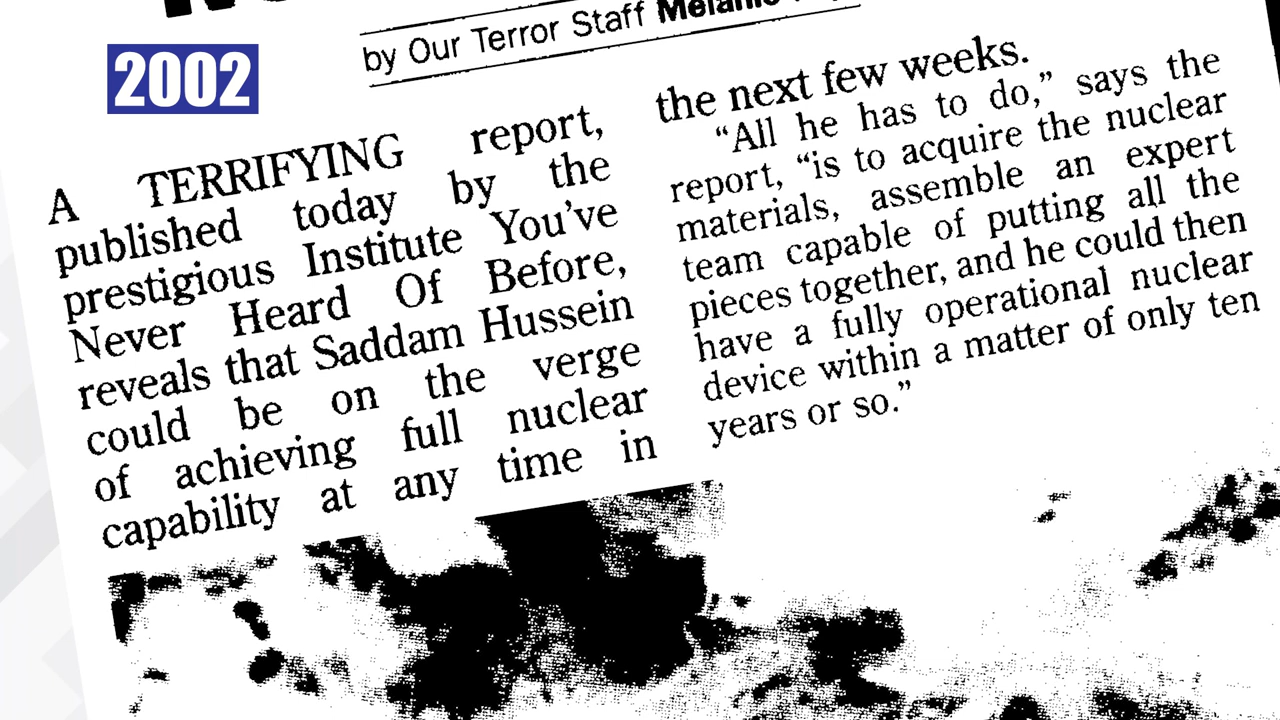 by Our Terror Staff Melanie
2002
A TERRIFYING report,
published today by the
prestigious Institute You've
Never Heard Of Before,
reveals that Saddam Hussein
could be on the verge
of achieving full nuclear
capability at any time in
the next few weeks.
“All he has to do,” says the
report, “is to acquire the nuclear
materials, assemble an expert
team capable of putting all the
pieces together, and he could then
have a fully operational nuclear
device within a matter of only ten
years or so.”